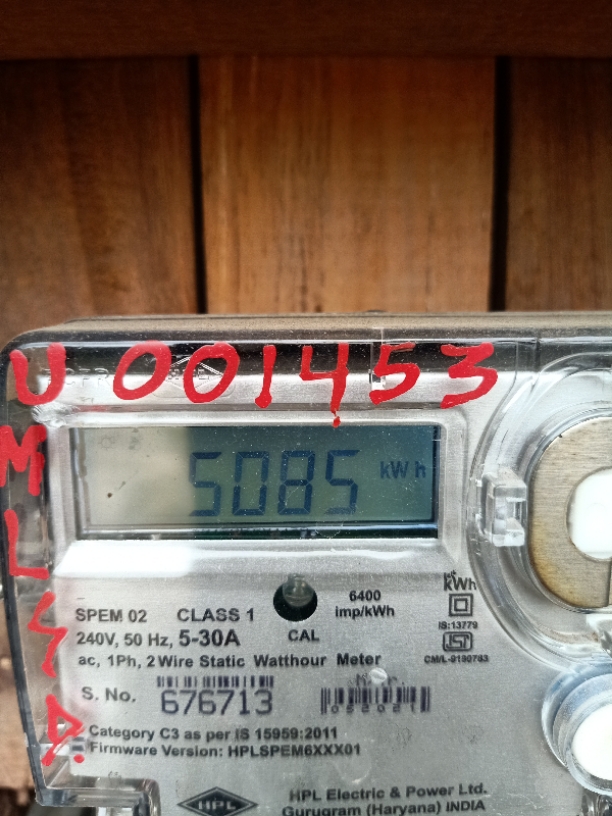 U 001453
M
L
5085 kWh
6400
imp/kWh
kWh
SPEM 02 CLASS 1
240V, 50 Hz, 5-30A
CAL
IS:13779
ac, 1Ph, 2 Wire Static Watthour Meter
S. No. 676713
Category C3 as per IS 15959:2011
Firmware Version: HPLSPEM6XXX01
HPL
HPL Electric & Power Ltd.
Gurugram (Haryana) INDIA